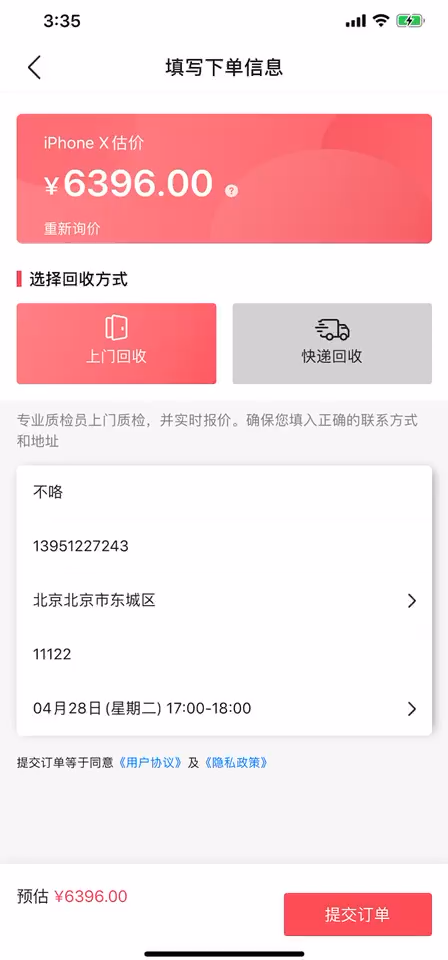 3:35
填写下单信息
iPhone X估价
¥6396.00 ?
重新询价
选择回收方式
上门回收
快递回收
专业质检员上门质检，并实时报价。确保您填入正确的联系方式
和地址
不咯
13951227243
北京北京市东城区
11122
04月28日(星期二) 17:00-18:00
提交订单等于同意《用户协议》及《隐私政策》
预估 ¥6396.00
提交订单